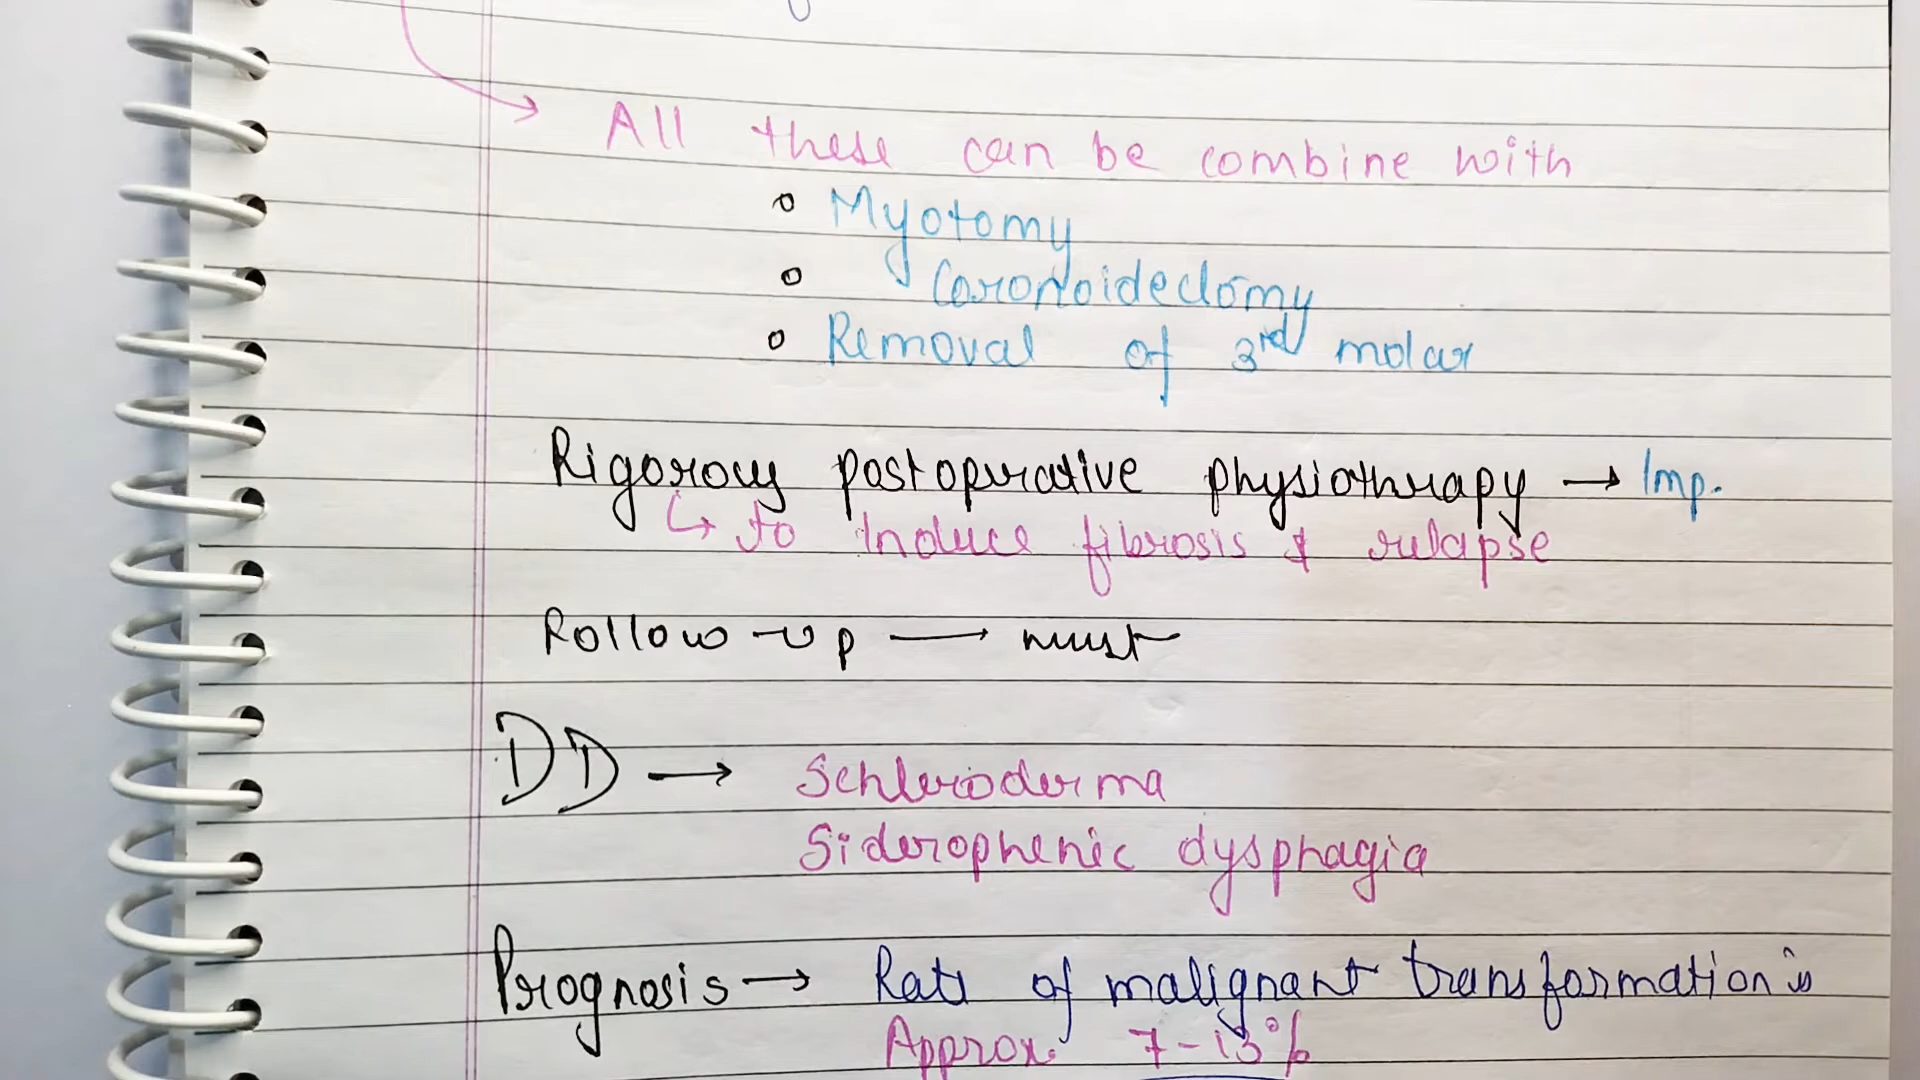 All these can be combine with
o Myotomy
o Coronoidectomy
o Removal of 3rd molar
Rigorous postoperative physiotherapy → Imp.
↳ to induce fibrosis & relapse
Follow-up → must
DD → Schleroderma
Siderophenic dysphagia
Prognosis → Rate of malignant transformation is
Approx. 7-13%